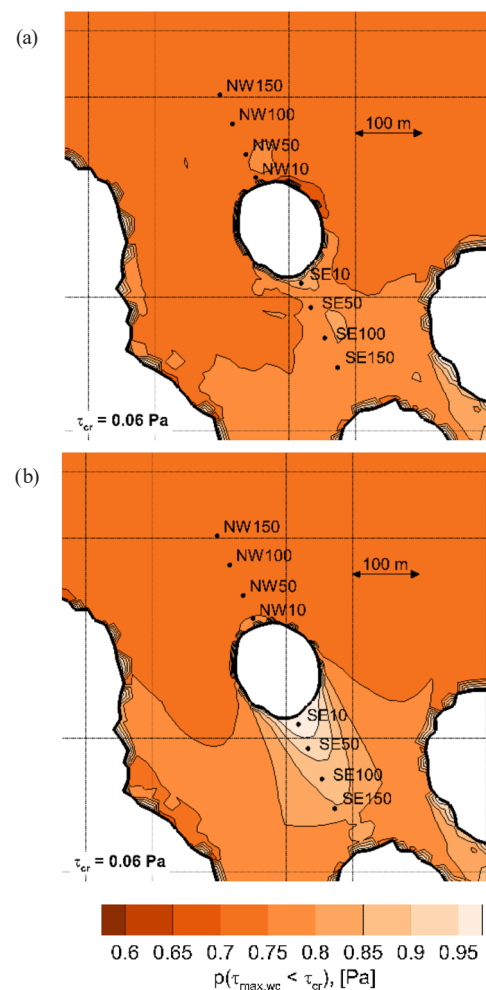 (a)
NW150
NW100
100 m
NW50
NW10
SE10
SE50
SE100
SE150
τcr = 0.06 Pa
(b)
NW150
NW100
100 m
NW50
NW10
SE10
SE50
SE100
SE150
τcr = 0.06 Pa
0.6 0.65 0.7 0.75 0.8 0.85 0.9 0.95
p(τmax,wc < τcr), [Pa]